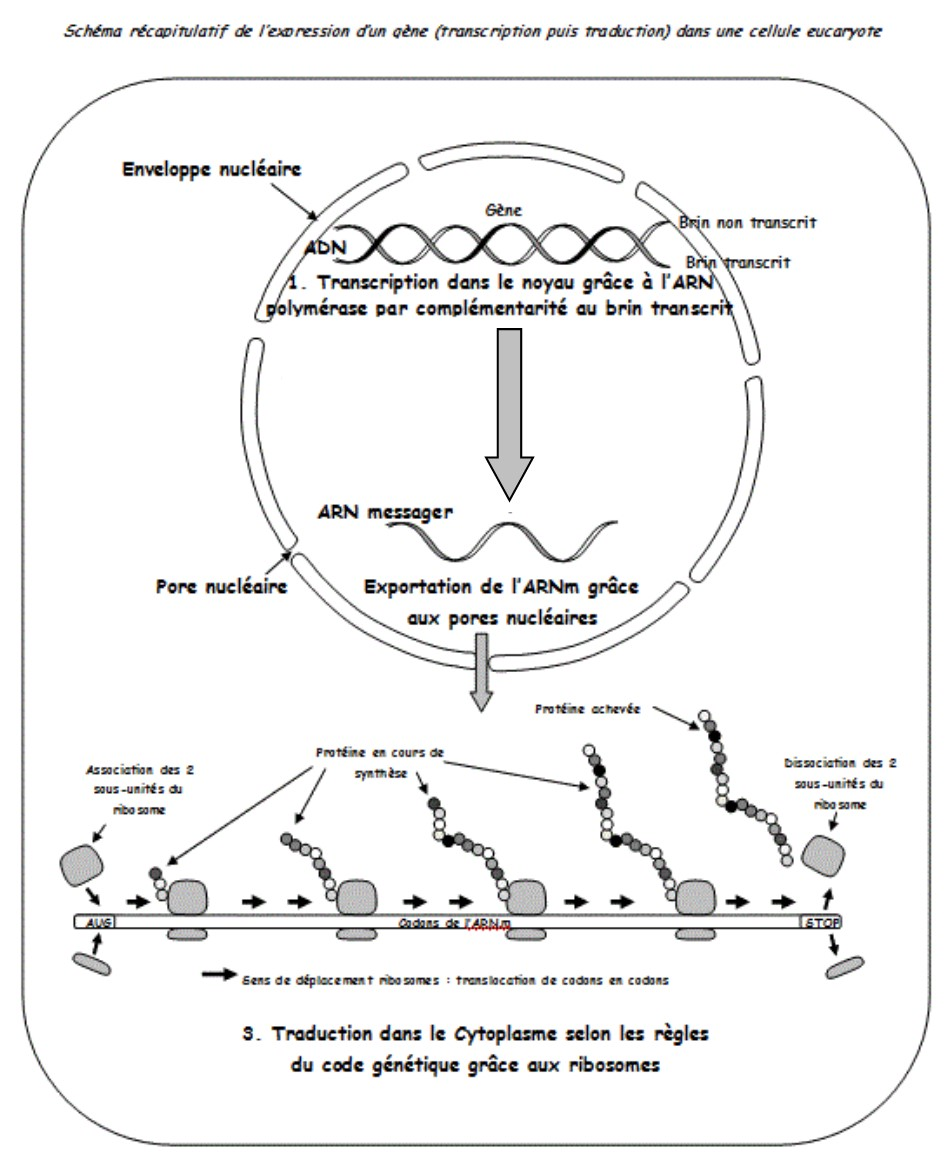 Schéma récapitulatif de l'expression d'un gène (transcription puis traduction) dans une cellule eucaryote
Enveloppe nucléaire
Gène
Brin non transcrit
ADN
Brin transcrit
1. Transcription dans le noyau grâce à l'ARN
polymérase par complémentarité au brin transcrit
ARN messager
Pore nucléaire
Exportation de l'ARNm grâce
aux pores nucléaires
Protéine achevée
Protéine en cours de
synthèse
Association des 2
sous-unités du
ribosome
Dissociation des 2
sous-unités du
ribosome
AUG
Codons de l'ARNm
STOP
Sens de déplacement ribosomes : translocation de codons en codons
3. Traduction dans le Cytoplasme selon les règles
du code génétique grâce aux ribosomes